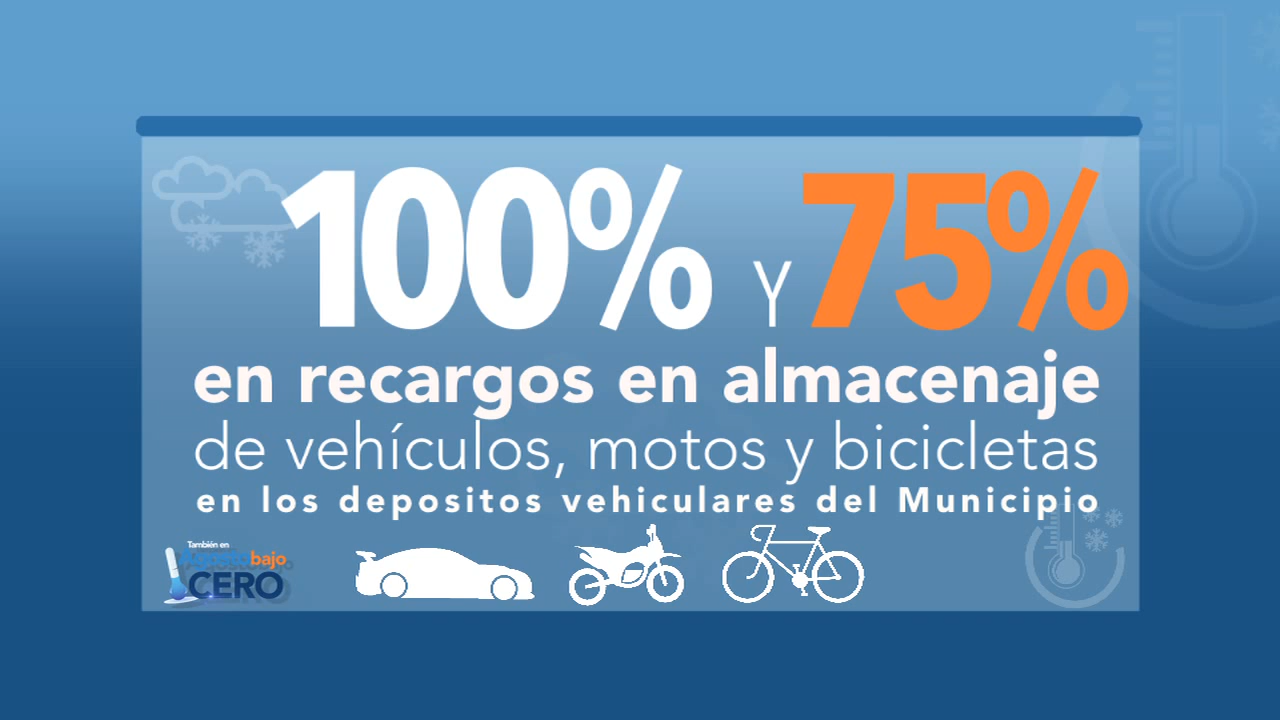 100% Y 75%
en recargos en almacenaje
de vehículos, motos y bicicletas
en los depositos vehiculares del Municipio
También en
Agosto bajo
CERO